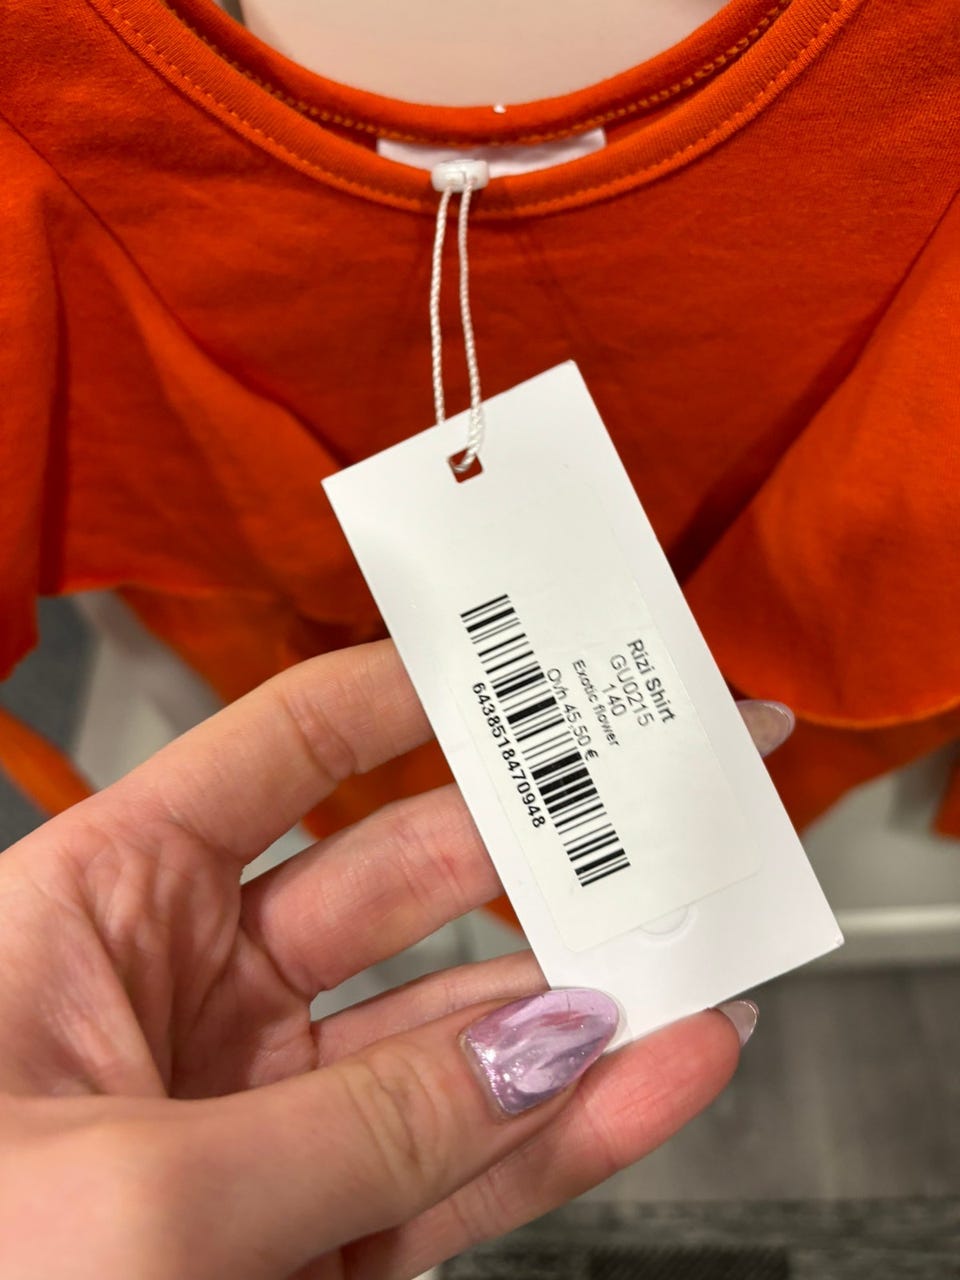 Rizi Shirt
GU0215
140
Exotic flower
Ovh 45,50 €
6438518470948